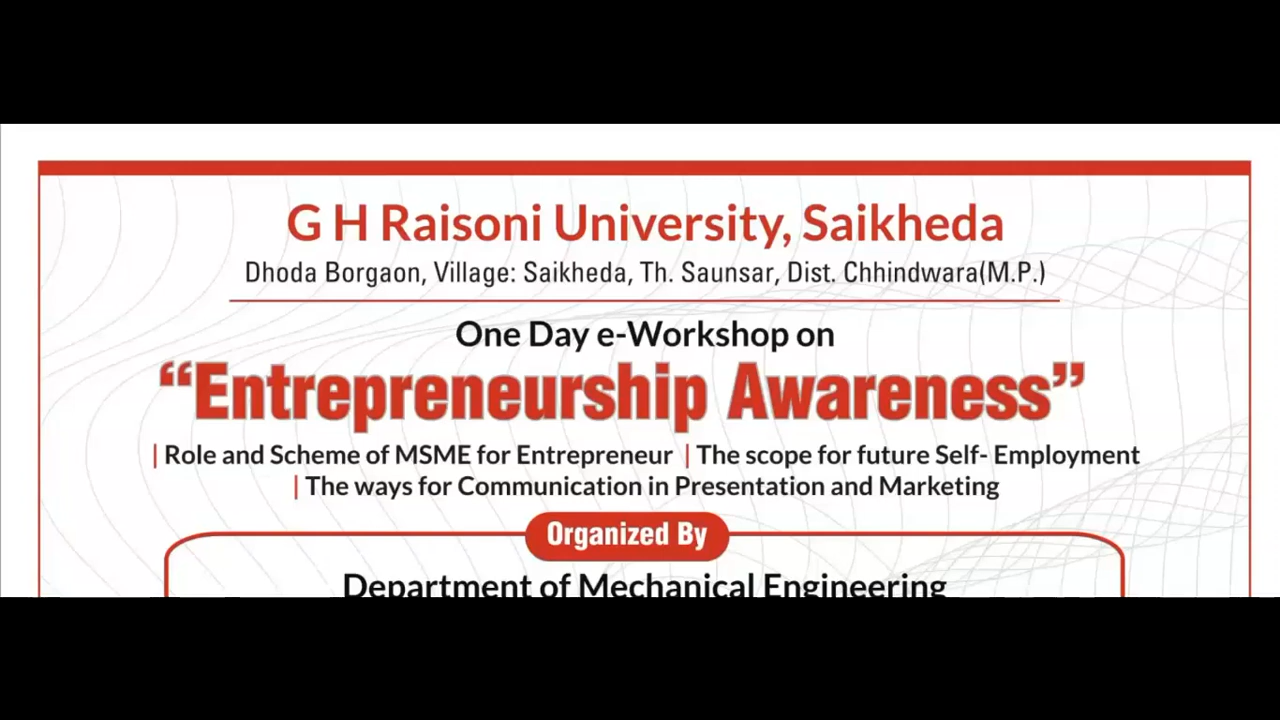 G H Raisoni University, Saikheda
Dhoda Borgaon, Village: Saikheda, Th. Saunsar, Dist. Chhindwara(M.P.)
One Day e-Workshop on
“Entrepreneurship Awareness”
| Role and Scheme of MSME for Entrepreneur | The scope for future Self- Employment
| The ways for Communication in Presentation and Marketing
Organized By
Department of Mechanical Engineering